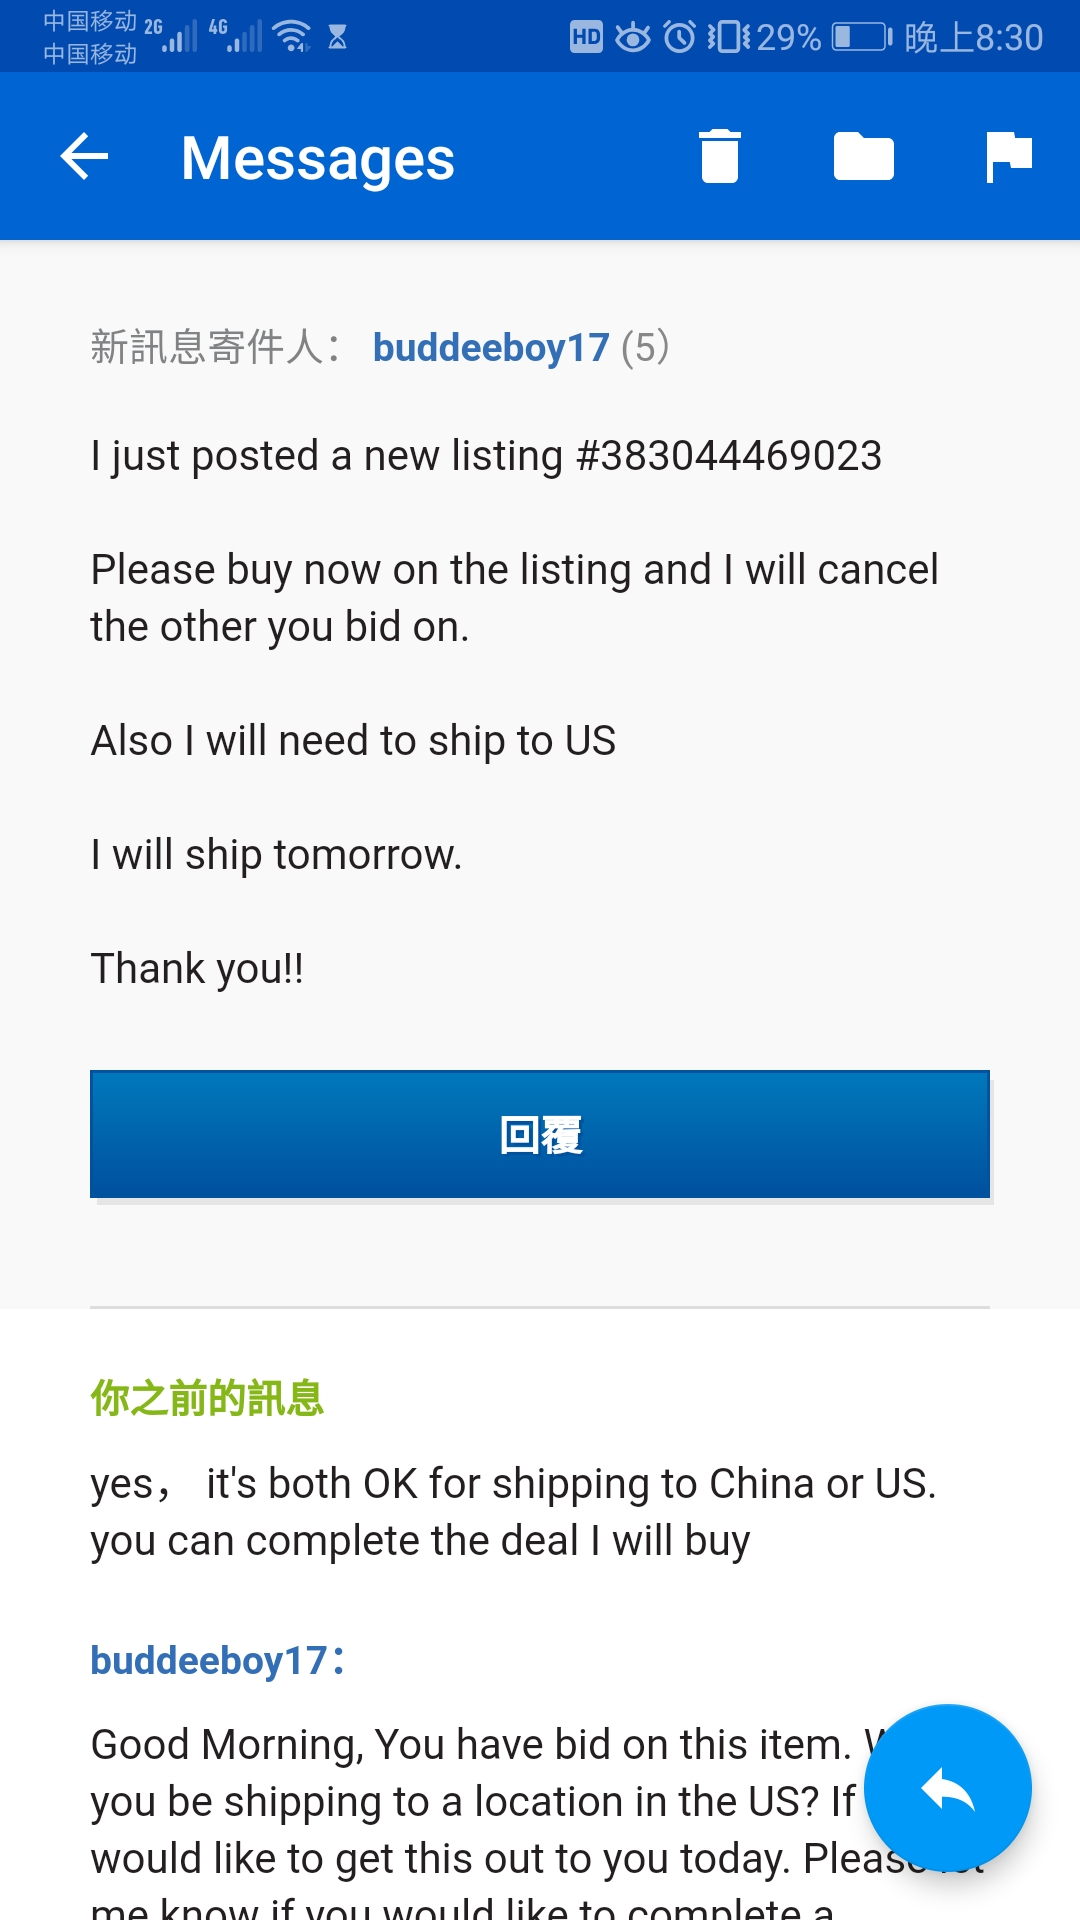 中国移动 2G 4G HD 29% 晚上8:30
中国移动
Messages
新訊息寄件人： buddeeboy17 (5)
I just posted a new listing #383044469023
Please buy now on the listing and I will cancel
the other you bid on.
Also I will need to ship to US
I will ship tomorrow.
Thank you!!
回覆
你之前的訊息
yes， it's both OK for shipping to China or US.
you can complete the deal I will buy
buddeeboy17：
Good Morning, You have bid on this item.
you be shipping to a location in the US? If
would like to get this out to you today. Please
me know if you would like to complete a